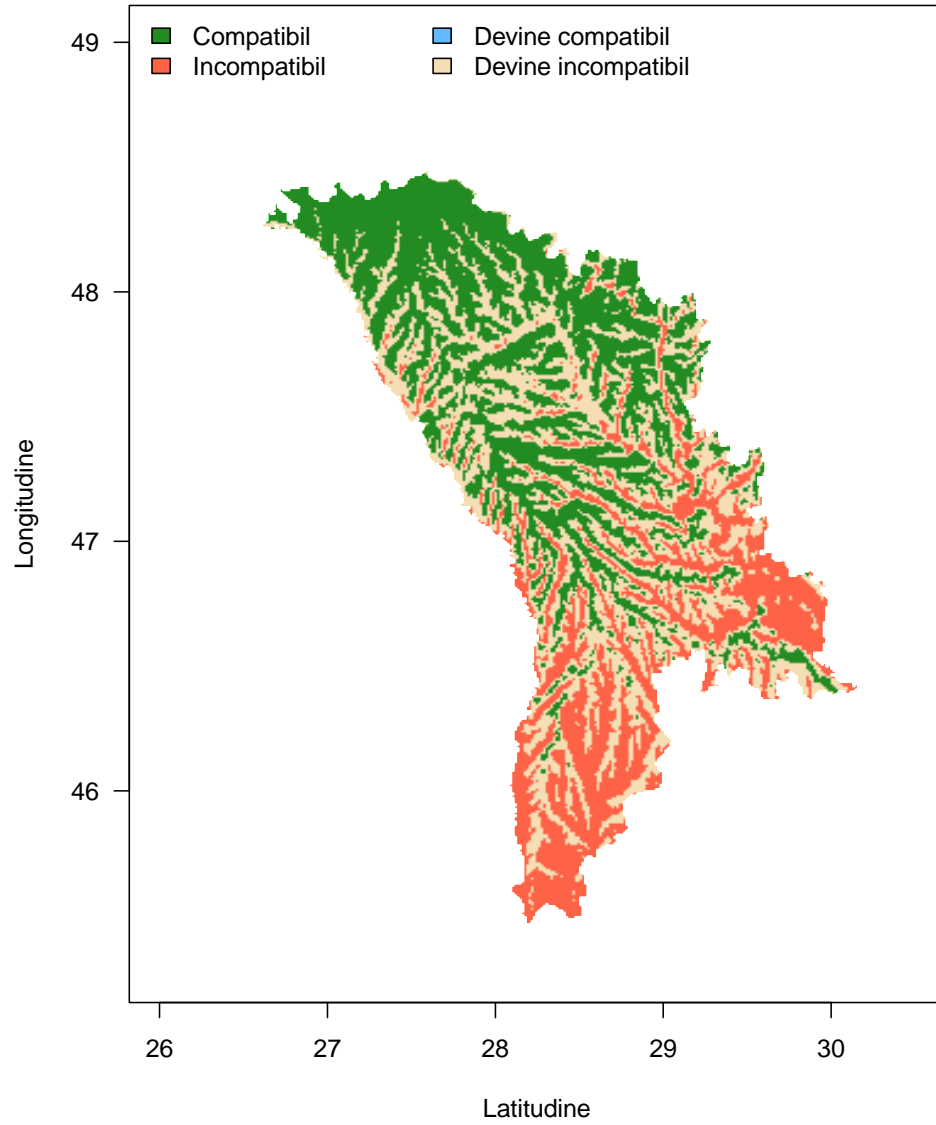 Compatibil Devine compatibil
Incompatibil Devine incompatibil
49
48
47
46
Longitudine
26 27 28 29 30
Latitudine